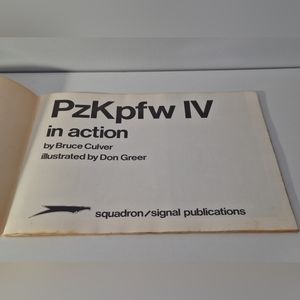 PzKpfw IV
in action
by Bruce Culver
illustrated by Don Greer
squadron/signal publications